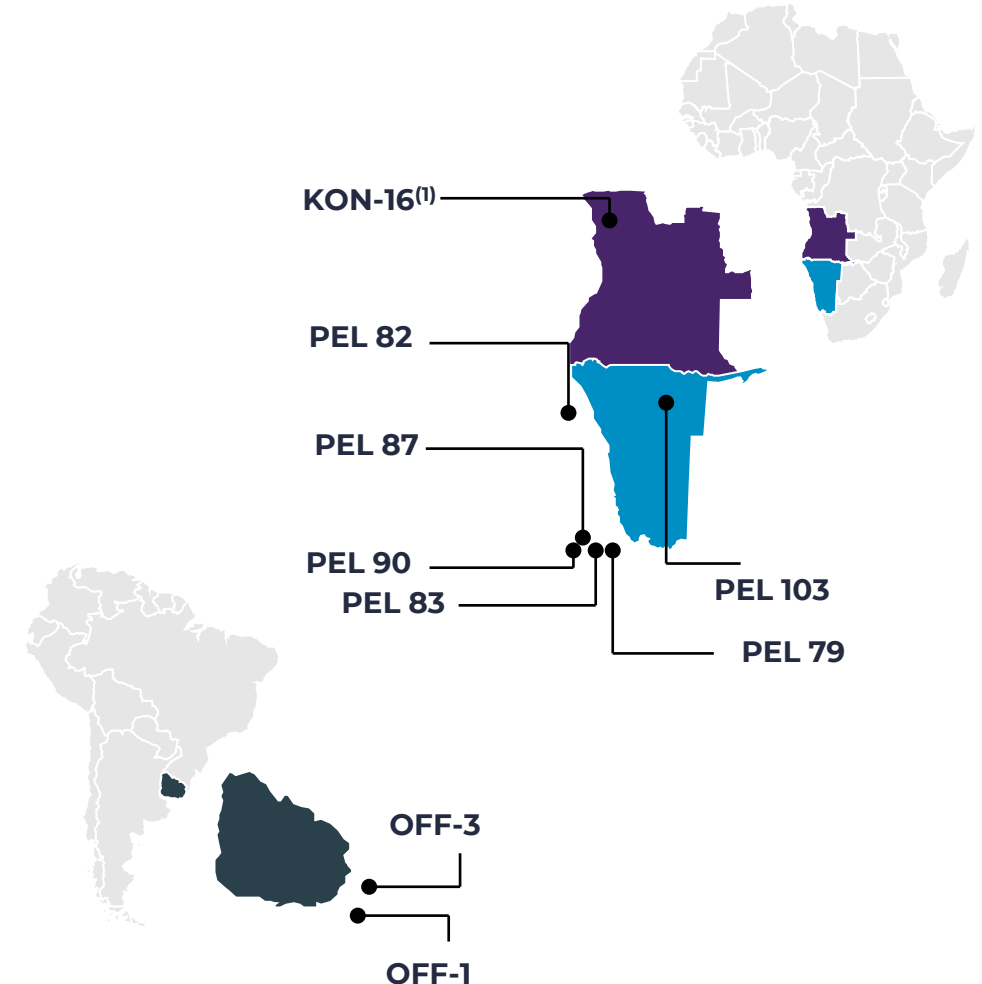 KON-16(1)
PEL 82
PEL 87
PEL 90
PEL 83
PEL 103
PEL 79
OFF-3
OFF-1